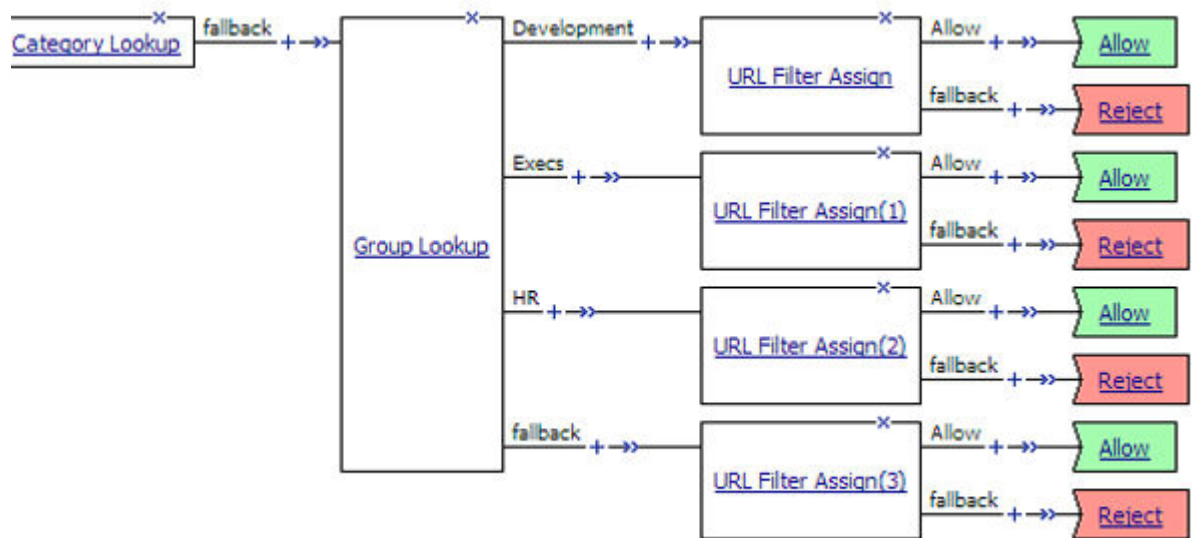 Category Lookup
fallback
Group Lookup
Development
URL Filter Assign
Allow
Allow
fallback
Reject
Execs
URL Filter Assign(1)
Allow
Allow
fallback
Reject
HR
URL Filter Assign(2)
Allow
Allow
fallback
Reject
fallback
URL Filter Assign(3)
Allow
Allow
fallback
Reject